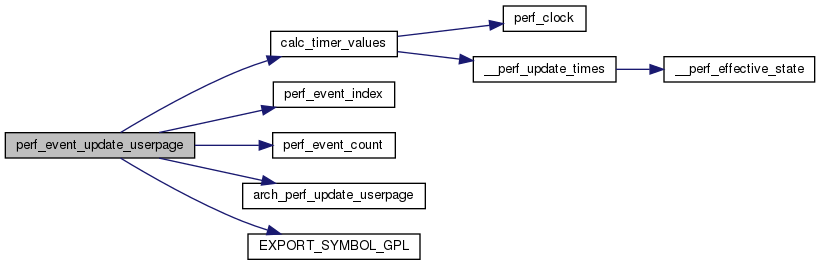 perf_clock
calc_timer_values
__perf_update_times
__perf_effective_state
perf_event_index
perf_event_update_userpage
perf_event_count
arch_perf_update_userpage
EXPORT_SYMBOL_GPL